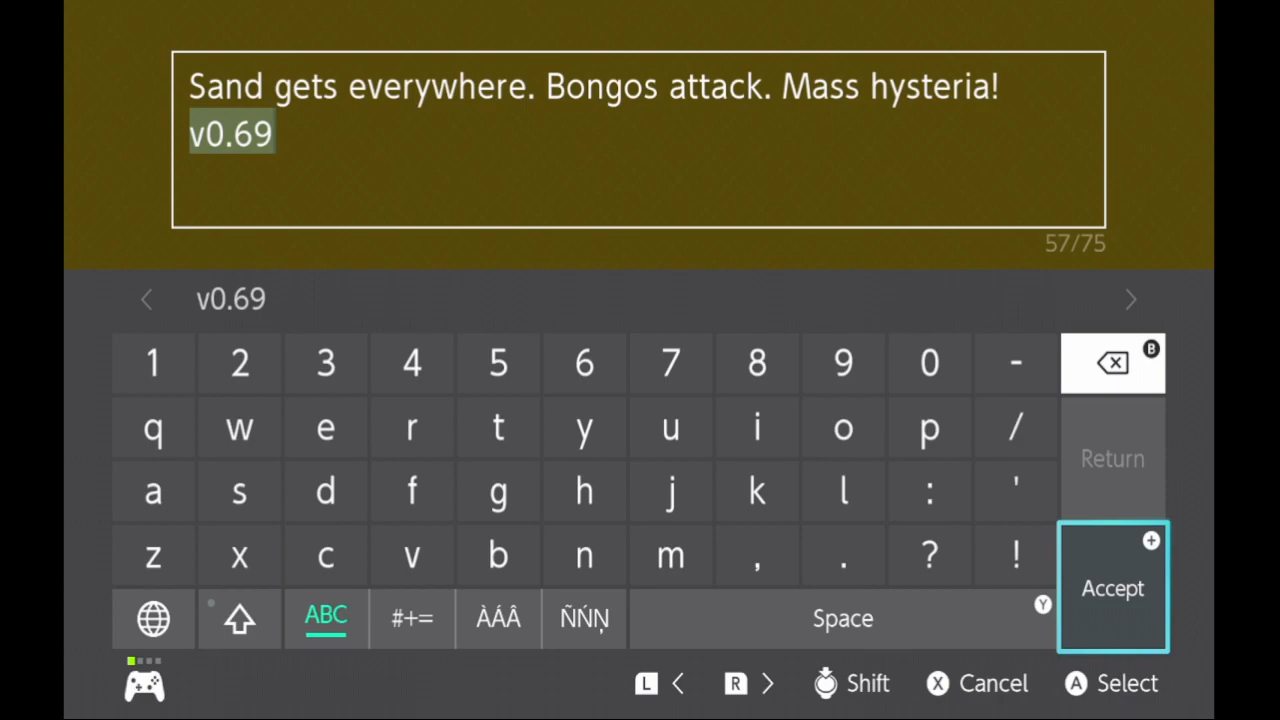 Sand gets everywhere. Bongos attack. Mass hysteria!
v0.69
57/75
< v0.69 >
1 2 3 4 5 6 7 8 9 0 - B
q w e r t y u i o p / Return
a s d f g h j k l : '
z x c v b n m , . ? ! + Accept
ABC #+= ÀÁÂ ÑŃŅ Space Y
L < R > Shift X Cancel A Select